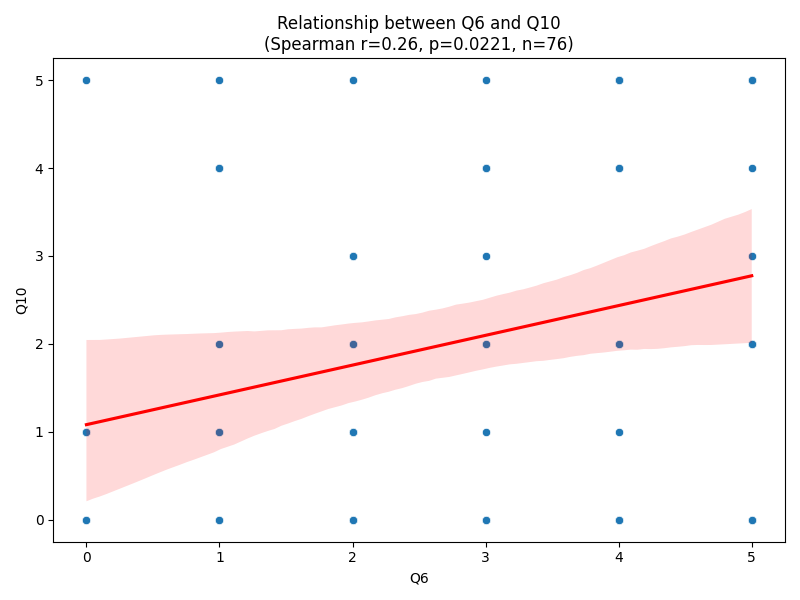 Relationship between Q6 and Q10
(Spearman r=0.26, p=0.0221, n=76)
5
4
3
2
1
0
Q10
0 1 2 3 4 5
Q6